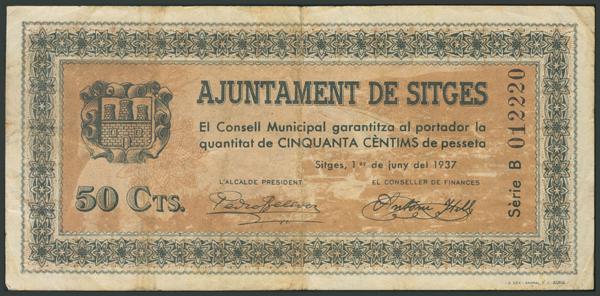 AJUNTAMENT DE SITGES
El Consell Municipal garantitza al portador la
quantitat de CINQUANTA CÈNTIMS de pesseta
Sitges, 1er de juny del 1937
L'ALCALDE PRESIDENT EL CONSELLER DE FINANCES
50 CTS.
Sèrie B 012220